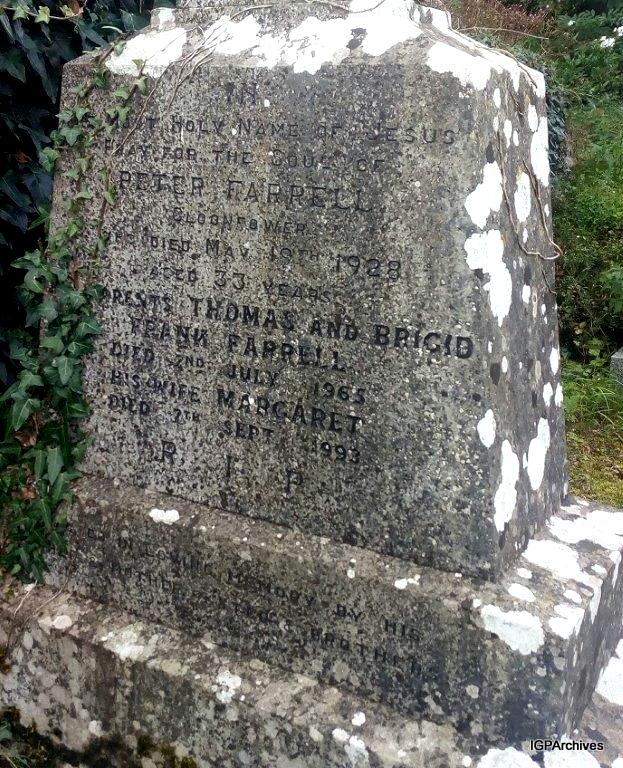 IN
MOST HOLY NAME OF JESUS
PRAY FOR THE SOUL OF
PETER FARRELL
CLOONFOWER
WHO DIED MAY 1928
AGED 33 YEARS
THOMAS AND BRIGID
FRANK FARRELL
DIED 2ND JULY 1965
HIS WIFE MARGARET
DIED 7TH SEPT 1993
R I P
IN LOVING MEMORY BY HIS
BROTHER
IGPArchives